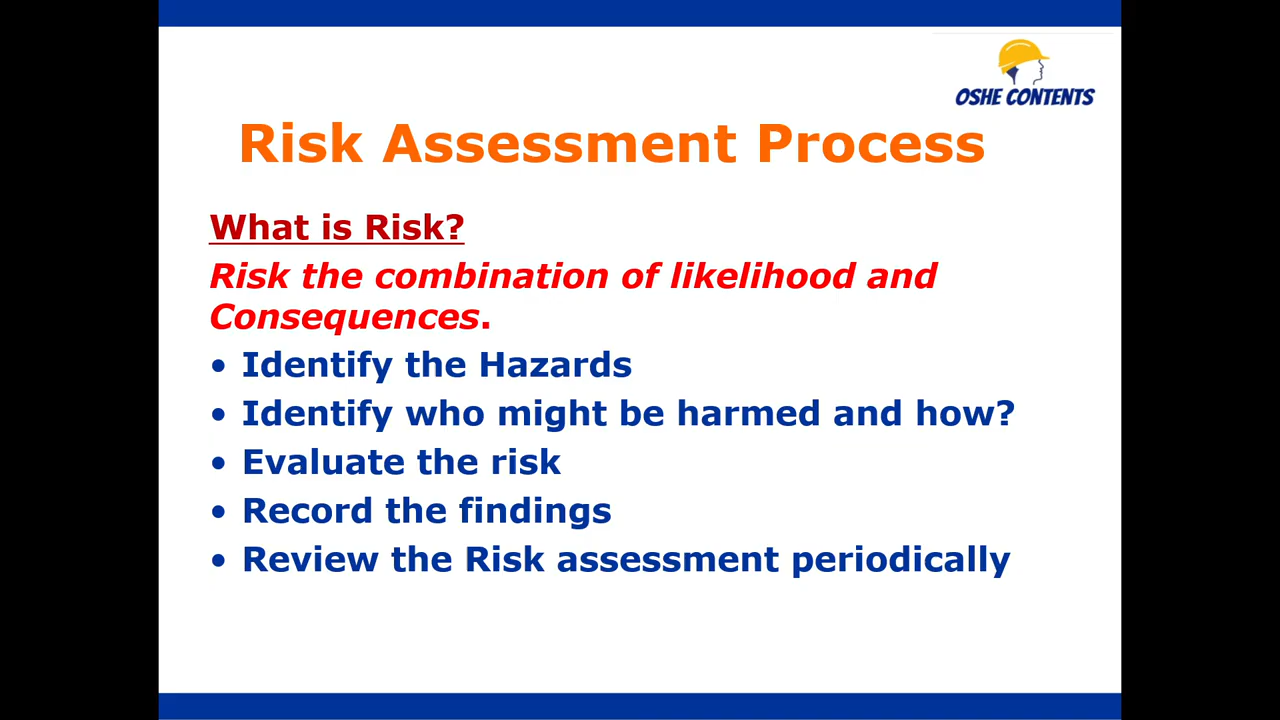 OSHE CONTENTS
Risk Assessment Process
What is Risk?
Risk the combination of likelihood and
Consequences.
• Identify the Hazards
• Identify who might be harmed and how?
• Evaluate the risk
• Record the findings
• Review the Risk assessment periodically